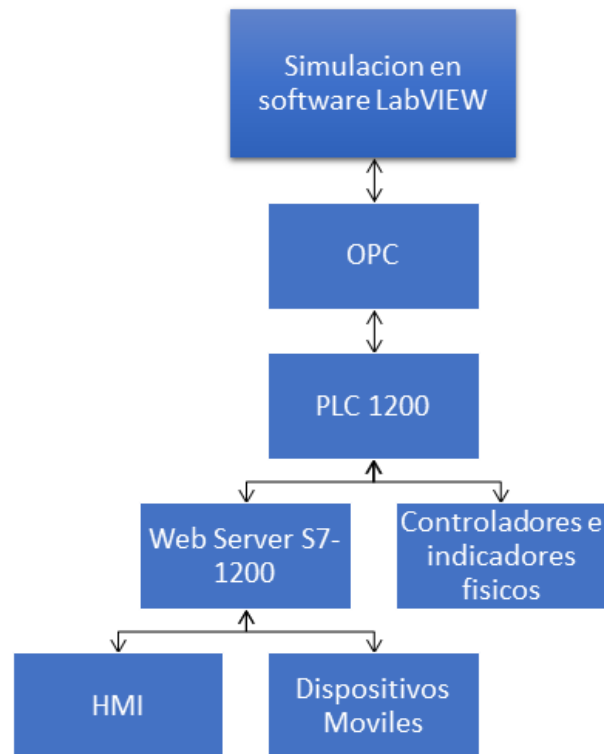 Simulacion en
software LabVIEW
OPC
PLC 1200
Web Server S7-
1200
Controladores e
indicadores
fisicos
HMI
Dispositivos
Moviles